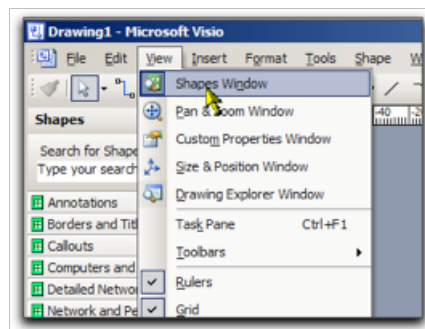 Drawing1 - Microsoft Visio
File Edit View Insert Format Tools Shape W
Shapes Window
Pan & Zoom Window
-40
Shapes
Custom Properties Window
Search for Shape
Type your search
Size & Position Window
Annotations
Drawing Explorer Window
Borders and Titl
Task Pane Ctrl+F1
Callouts
Toolbars
Computers and
Detailed Networ
Rulers
Network and Pe
Grid